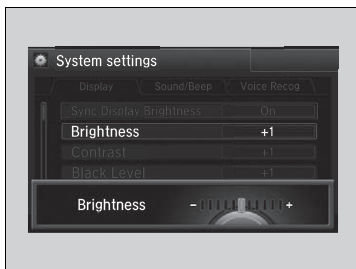 System settings
Display Sound/Beep Voice Recog
Sync Display Brightness On
Brightness +1
Contrast +1
Black Level +1
Brightness - +